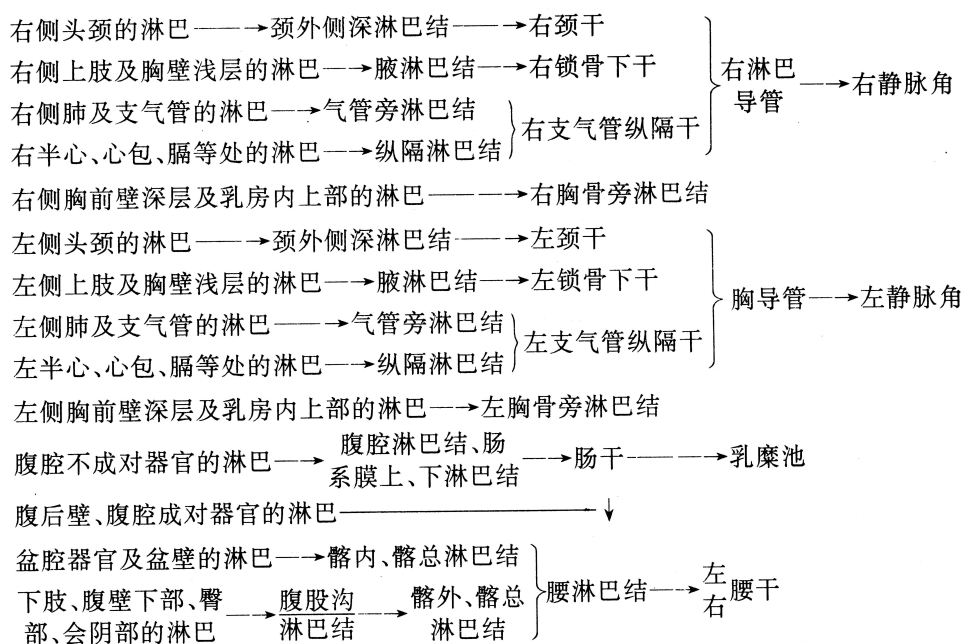 右侧头颈的淋巴——→颈外侧深淋巴结——→右颈干
右侧上肢及胸壁浅层的淋巴—→腋淋巴结—→右锁骨下干
右侧肺及支气管的淋巴—→气管旁淋巴结
右半心、心包、膈等处的淋巴—→纵隔淋巴结
右支气管纵隔干
右淋巴
导管
—→右静脉角
右侧胸前壁深层及乳房内上部的淋巴———→右胸骨旁淋巴结
左侧头颈的淋巴——→颈外侧深淋巴结——→左颈干
左侧上肢及胸壁浅层的淋巴—→腋淋巴结—→左锁骨下干
左侧肺及支气管的淋巴——→气管旁淋巴结
左半心、心包、膈等处的淋巴—→纵隔淋巴结
左支气管纵隔干
胸导管—→左静脉角
左侧胸前壁深层及乳房内上部的淋巴—→左胸骨旁淋巴结
腹腔不成对器官的淋巴—→
腹腔淋巴结、肠
系膜上、下淋巴结
—→肠干———→乳糜池
腹后壁、腹腔成对器官的淋巴————↓
盆腔器官及盆壁的淋巴—→髂内、髂总淋巴结
下肢、腹壁下部、臀
部、会阴部的淋巴
—→
腹股沟
淋巴结
—→
髂外、髂总
淋巴结
腰淋巴结—→
左
右
腰干